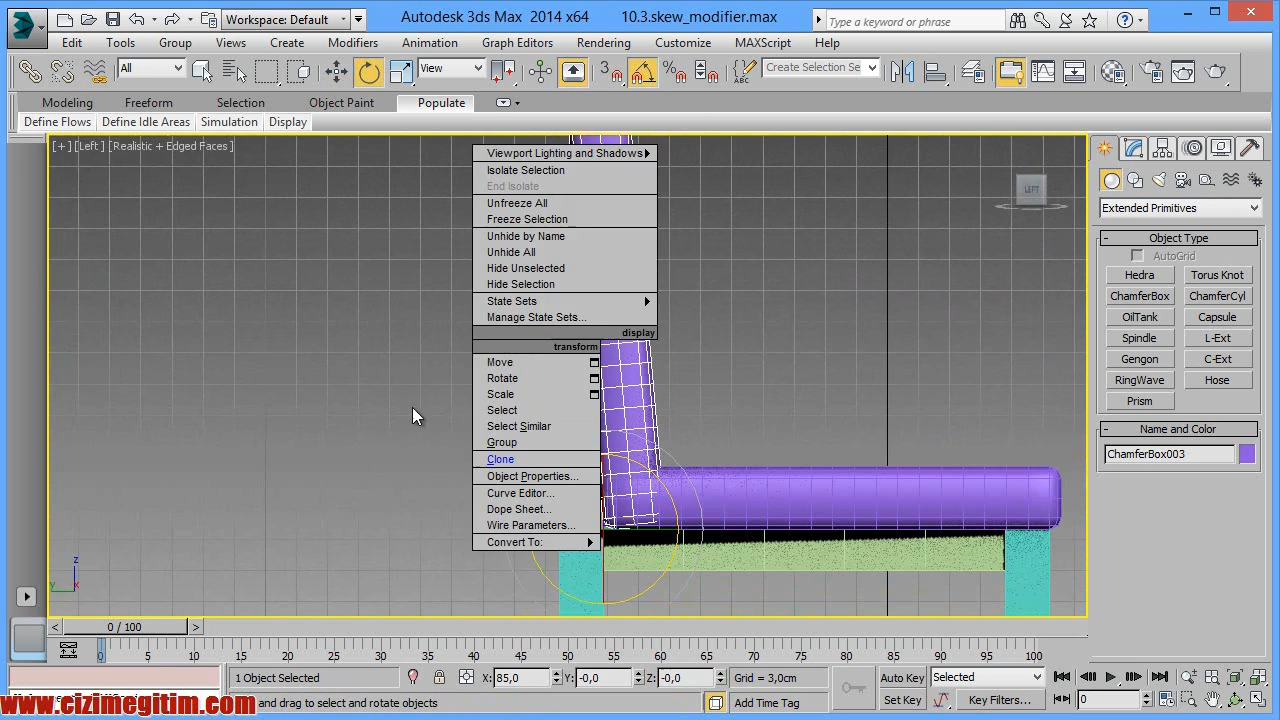 Workspace: Default
Autodesk 3ds Max 2014 x64 10.3.skew_modifier.max
Type a keyword or phrase
Edit Tools Group Views Create Modifiers Animation Graph Editors Rendering Customize MAXScript Help
All View Create Selection Se
Modeling Freeform Selection Object Paint Populate
Define Flows Define Idle Areas Simulation Display
[+] [Left ] [Realistic + Edged Faces ]
LEFT
Viewport Lighting and Shadows
Isolate Selection
End Isolate
Unfreeze All
Freeze Selection
Unhide by Name
Unhide All
Hide Unselected
Hide Selection
State Sets
Manage State Sets...
display
transform
Move
Rotate
Scale
Select
Select Similar
Group
Clone
Object Properties...
Curve Editor...
Dope Sheet...
Wire Parameters...
Convert To:
Extended Primitives
- Object Type
AutoGrid
Hedra Torus Knot
ChamferBox ChamferCyl
OilTank Capsule
Spindle L-Ext
Gengon C-Ext
RingWave Hose
Prism
- Name and Color
ChamferBox003
z
y x
< 0 / 100 >
0 5 10 15 20 25 30 35 40 45 50 55 60 65 70 75 80 85 90 95 100
1 Object Selected X: 85,0 Y: -0,0 Z: -0,0 Grid = 3,0cm Auto Key Selected
and drag to select and rotate objects Add Time Tag Set Key Key Filters... 0
www.cizimegitim.com